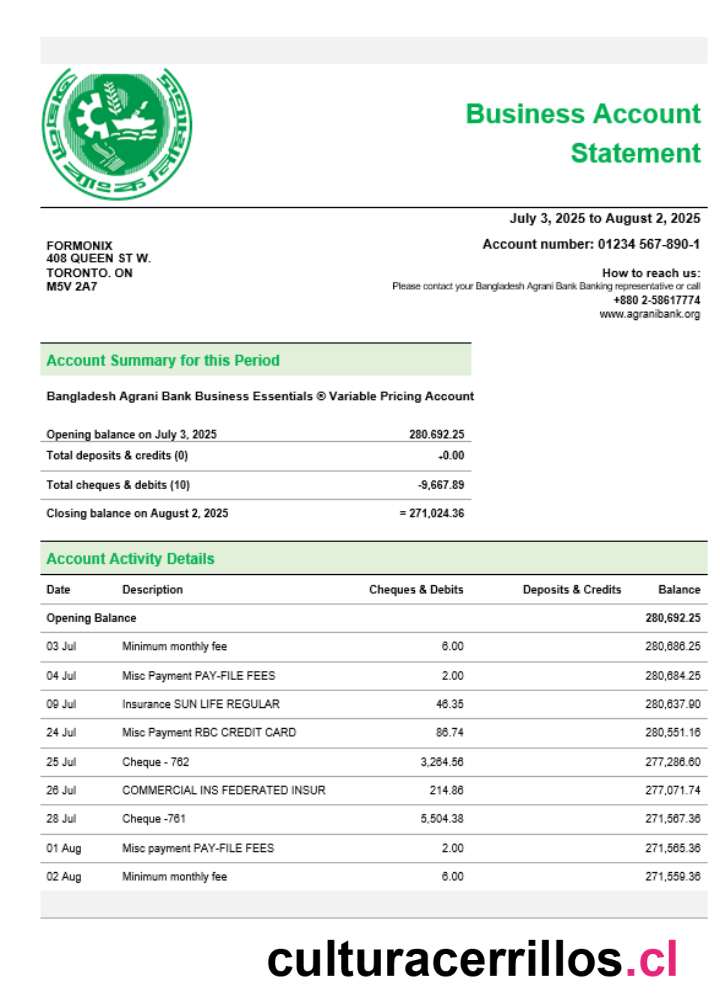 Business Account
Statement
July 3, 2025 to August 2, 2025
Account number: 01234 567-890-1
FORMONIX
408 QUEEN ST W.
TORONTO. ON
M5V 2A7
How to reach us:
Please contact your Bangladesh Agrani Bank Banking representative or call
+880 2-58617774
www.agranibank.org
Account Summary for this Period
Bangladesh Agrani Bank Business Essentials ® Variable Pricing Account
Opening balance on July 3, 2025 280.692.25
Total deposits & credits (0) +0.00
Total cheques & debits (10) -9,667.89
Closing balance on August 2, 2025 = 271,024.36
Account Activity Details
Date Description Cheques & Debits Deposits & Credits Balance
Opening Balance 280,692.25
03 Jul Minimum monthly fee 6.00 280,686.25
04 Jul Misc Payment PAY-FILE FEES 2.00 280,684.25
09 Jul Insurance SUN LIFE REGULAR 46.35 280,637.90
24 Jul Misc Payment RBC CREDIT CARD 86.74 280,551.16
25 Jul Cheque - 762 3,264.56 277,286.60
26 Jul COMMERCIAL INS FEDERATED INSUR 214.86 277,071.74
28 Jul Cheque -761 5,504.38 271,567.36
01 Aug Misc payment PAY-FILE FEES 2.00 271,565.36
02 Aug Minimum monthly fee 6.00 271,559.36
culturacerrillos.cl